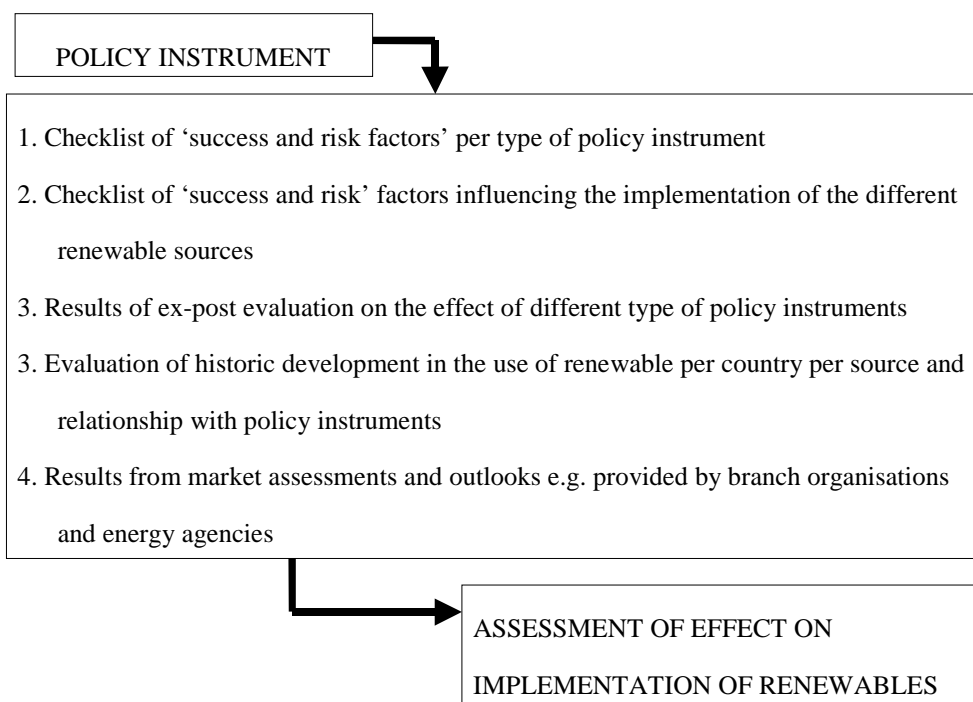 POLICY INSTRUMENT
1. Checklist of ‘success and risk factors’ per type of policy instrument
2. Checklist of ‘success and risk’ factors influencing the implementation of the different
renewable sources
3. Results of ex-post evaluation on the effect of different type of policy instruments
3. Evaluation of historic development in the use of renewable per country per source and
relationship with policy instruments
4. Results from market assessments and outlooks e.g. provided by branch organisations
and energy agencies
ASSESSMENT OF EFFECT ON
IMPLEMENTATION OF RENEWABLES